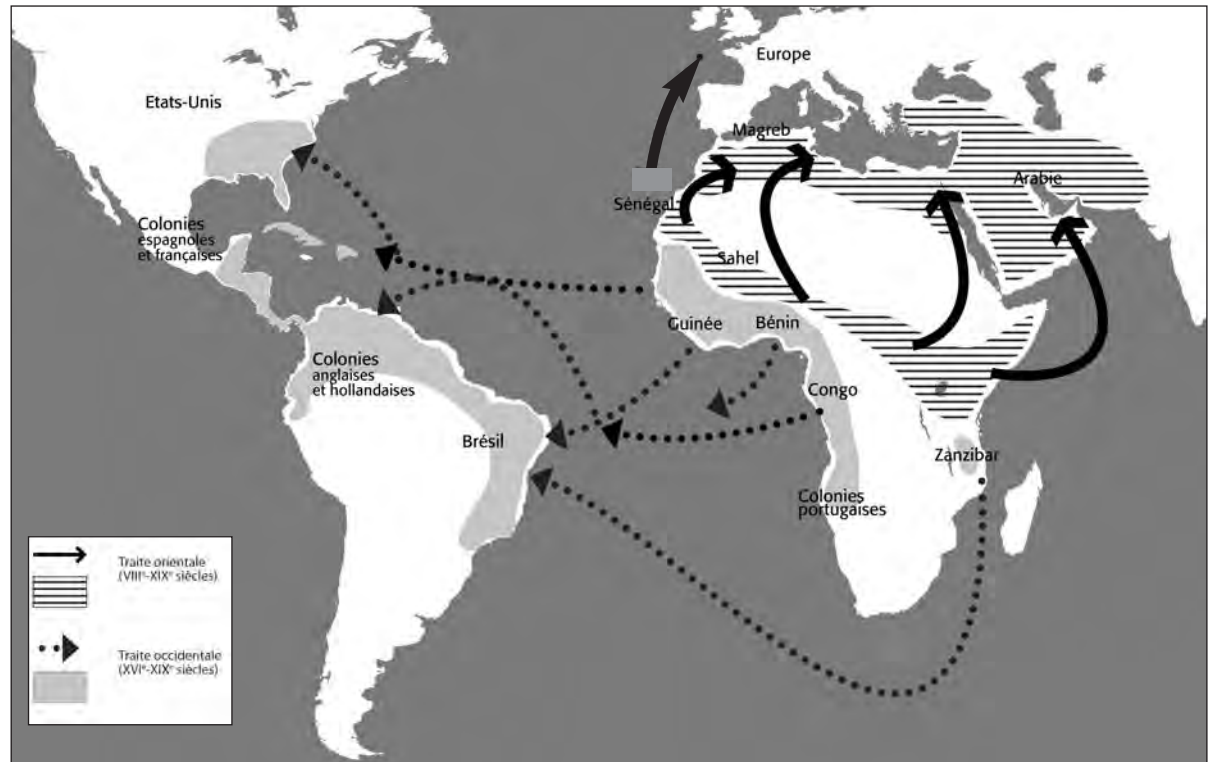 Europe
Etats-Unis
Magreb
Arabie
Sénégal
Colonies
espagnoles
et françaises
Sahel
Guinée
Bénin
Colonies
anglaises
et hollandaises
Congo
Brésil
Zanzibar
Colonies
portugaises
Traite orientale
(VIIIᵉ-XIXᵉ siècles)
Traite occidentale
(XVIᵉ-XIXᵉ siècles)